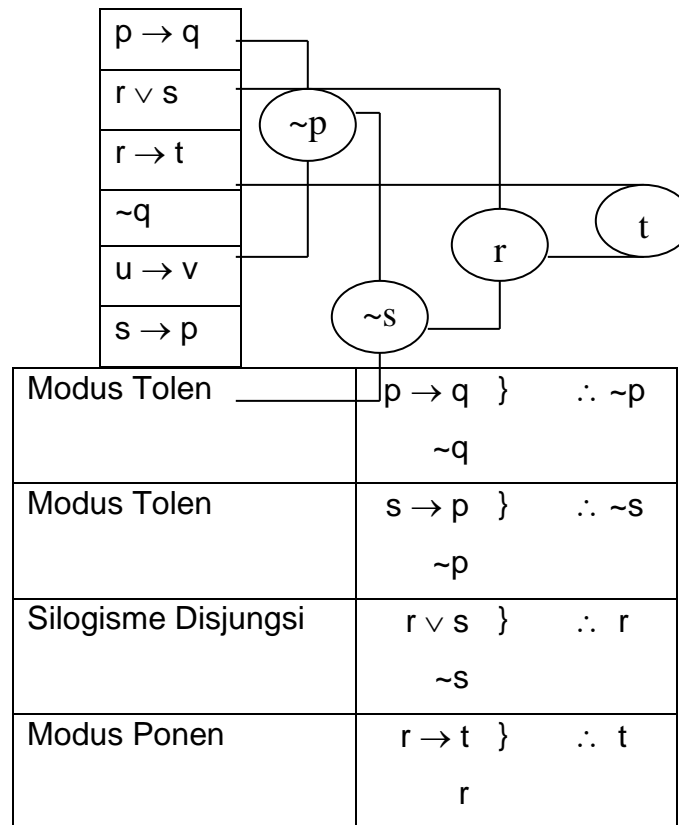 p → q
r ∨ s
r → t
~q
u → v
s → p
~p
~s
r
t
Modus Tolen p → q } ∴ ~p
~q
Modus Tolen s → p } ∴ ~s
~p
Silogisme Disjungsi r ∨ s } ∴ r
~s
Modus Ponen r → t } ∴ t
r